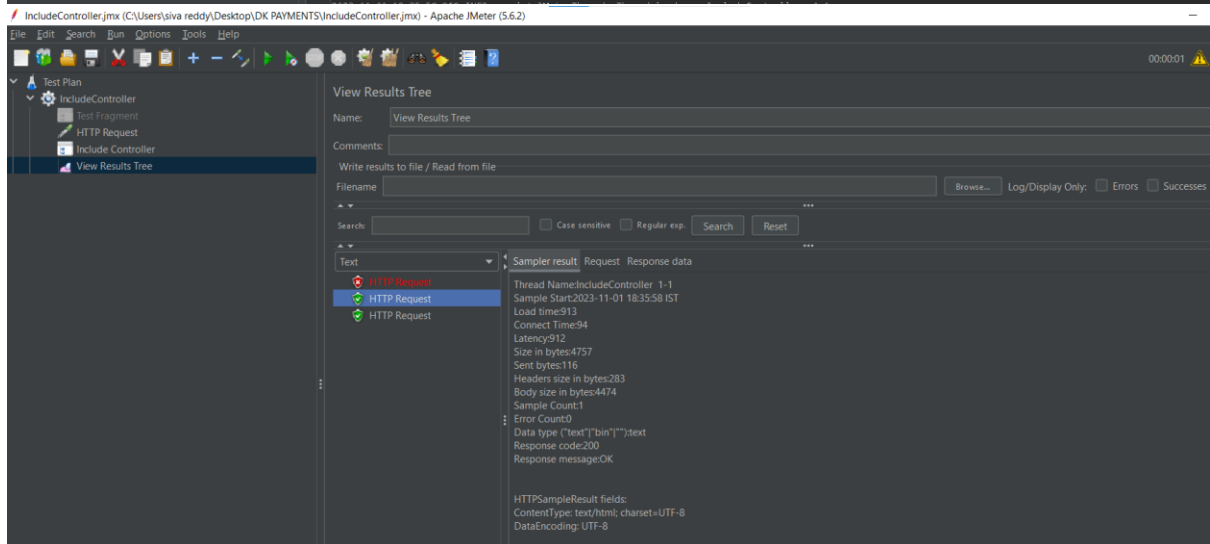 IncludeController.jmx (C:\Users\siva reddy\Desktop\DK PAYMENTS\IncludeController.jmx) - Apache JMeter (5.6.2)
File Edit Search Run Options Tools Help
00:00:01
Test Plan
IncludeController
Test Fragment
HTTP Request
Include Controller
View Results Tree
View Results Tree
Name: View Results Tree
Comments:
Write results to file / Read from file
Filename Browse... Log/Display Only: Errors Successes
Search: Case sensitive Regular exp. Search Reset
Text
HTTP Request
HTTP Request
HTTP Request
Sampler result Request Response data
Thread Name:IncludeController 1-1
Sample Start:2023-11-01 18:35:58 IST
Load time:913
Connect Time:94
Latency:912
Size in bytes:4757
Sent bytes:116
Headers size in bytes:283
Body size in bytes:4474
Sample Count:1
Error Count:0
Data type ("text"|"bin"|""):text
Response code:200
Response message:OK
HTTPSampleResult fields:
ContentType: text/html; charset=UTF-8
DataEncoding: UTF-8